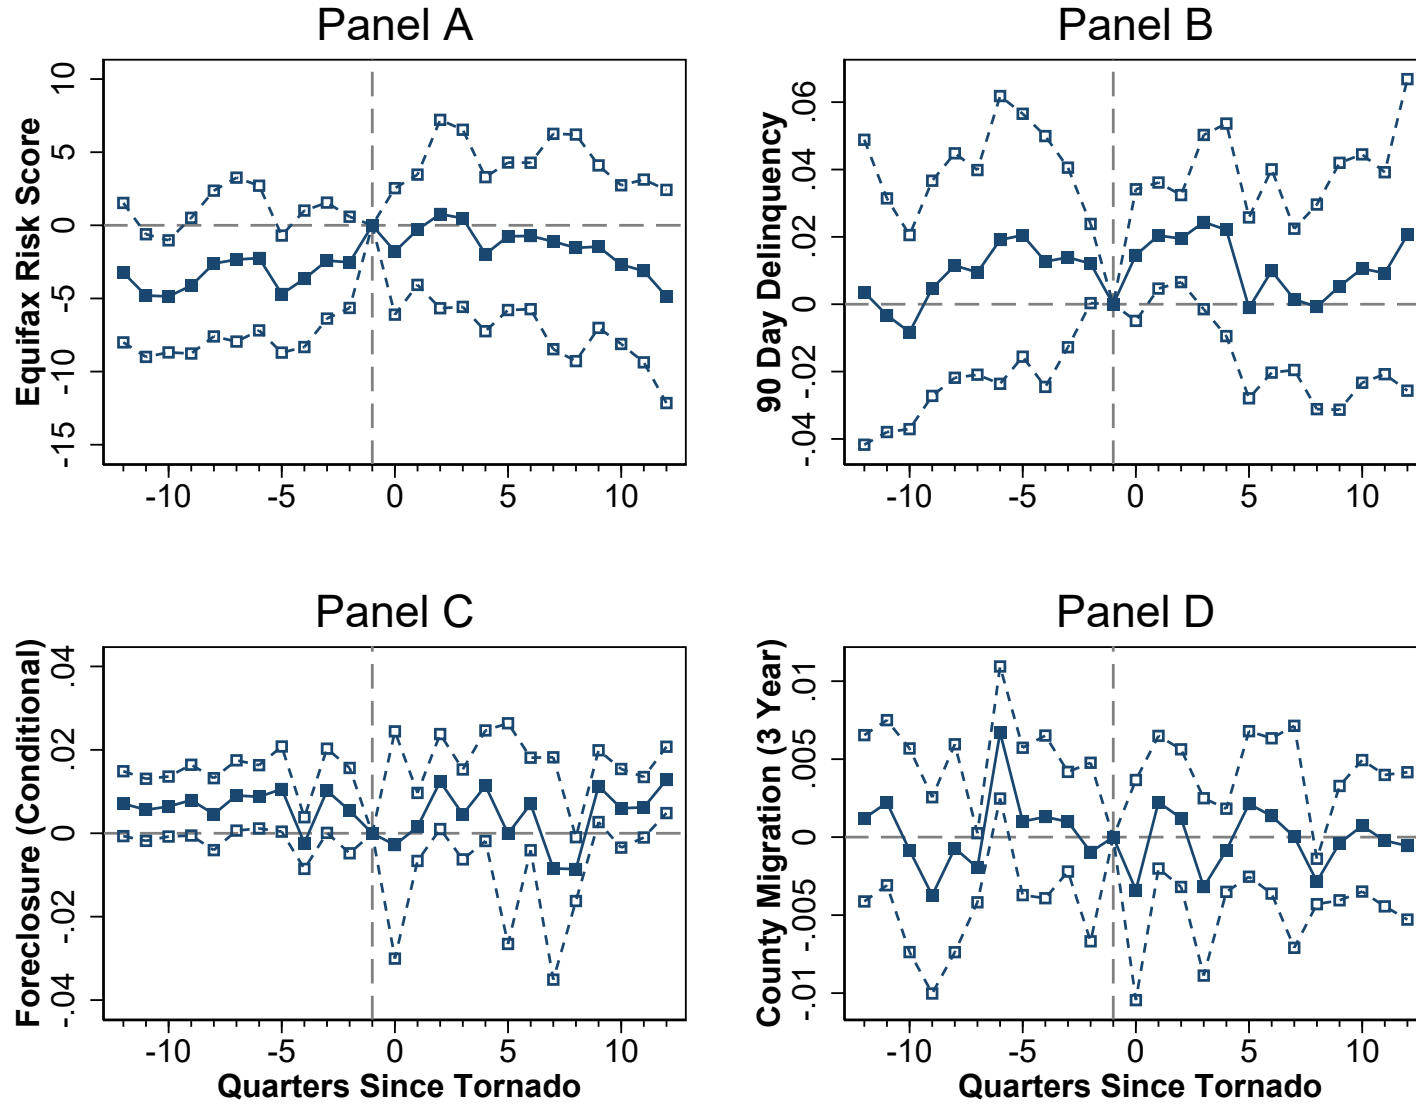 Panel A
Equifax Risk Score
10
5
0
-5
-10
-15
-10 -5 0 5 10
Panel B
90 Day Delinquency
.06
.04
.02
0
-.02
-.04
-10 -5 0 5 10
Panel C
Foreclosure (Conditional)
.04
.02
0
-.02
-.04
-10 -5 0 5 10
Quarters Since Tornado
Panel D
County Migration (3 Year)
.01
.005
0
-.005
-.01
-10 -5 0 5 10
Quarters Since Tornado